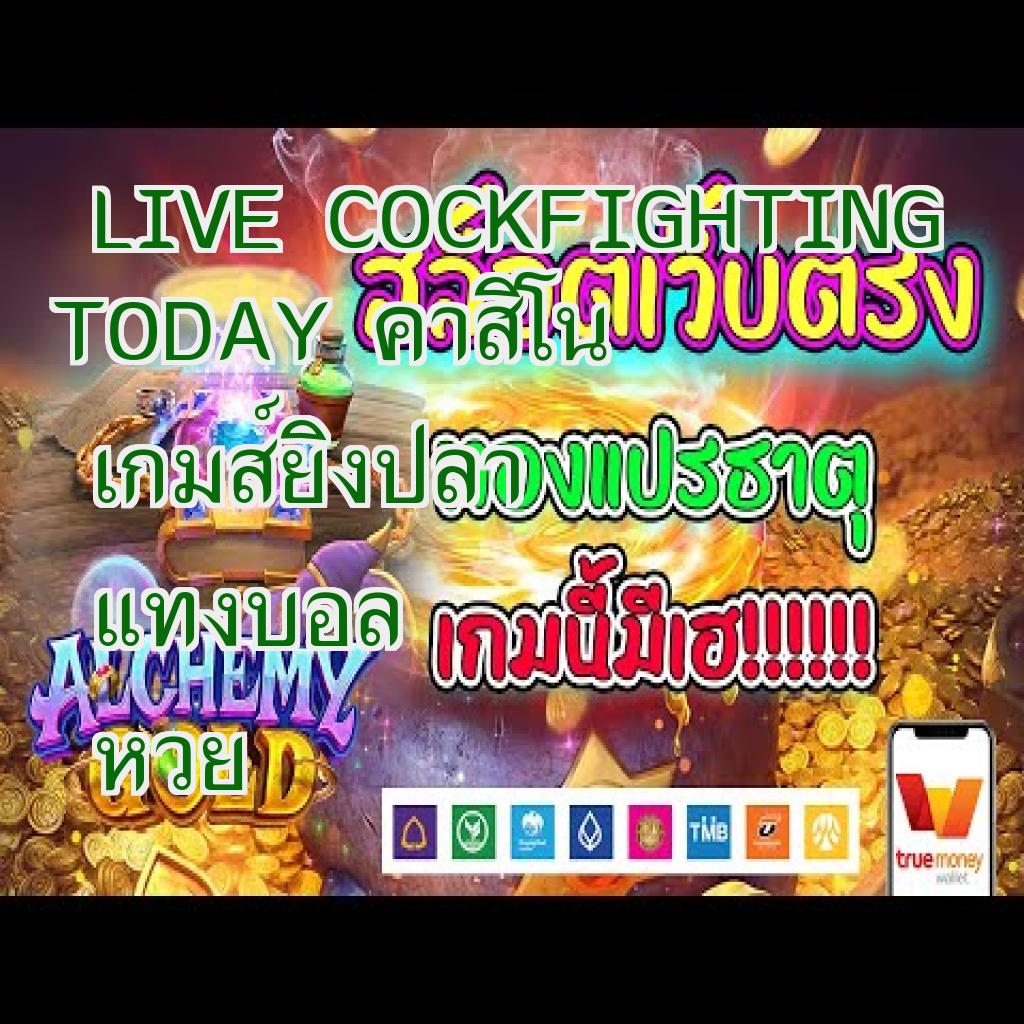 LIVE COCKFIGHTING
สล็อตเว็บตรง
TODAY คาสิโน
เกมส์ยิงปลา
ทองแปรธาตุ
แทงบอล
เกมนี้มีเฮ!!!!!!
ALCHEMY
GOLD
หวย
TMB
true money
wallet